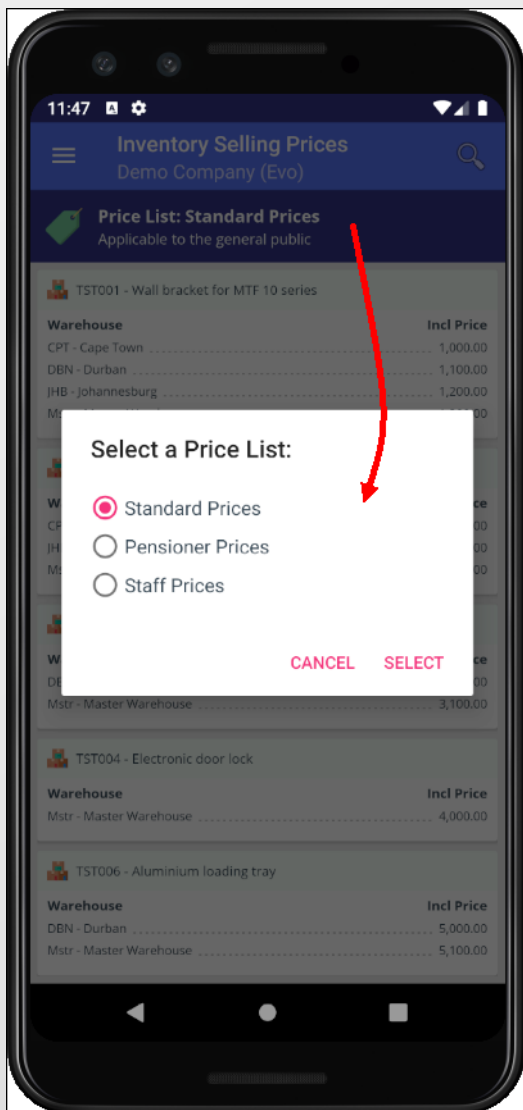 11:47
Inventory Selling Prices
Demo Company (Evo)
Price List: Standard Prices
Applicable to the general public
TST001 - Wall bracket for MTF 10 series
Warehouse Incl Price
CPT - Cape Town 1,000.00
DBN - Durban 1,100.00
JHB - Johannesburg 1,200.00
Select a Price List:
Standard Prices
Pensioner Prices
Staff Prices
CANCEL SELECT
Mstr - Master Warehouse 3,100.00
TST004 - Electronic door lock
Warehouse Incl Price
Mstr - Master Warehouse 4,000.00
TST006 - Aluminium loading tray
Warehouse Incl Price
DBN - Durban 5,000.00
Mstr - Master Warehouse 5,100.00